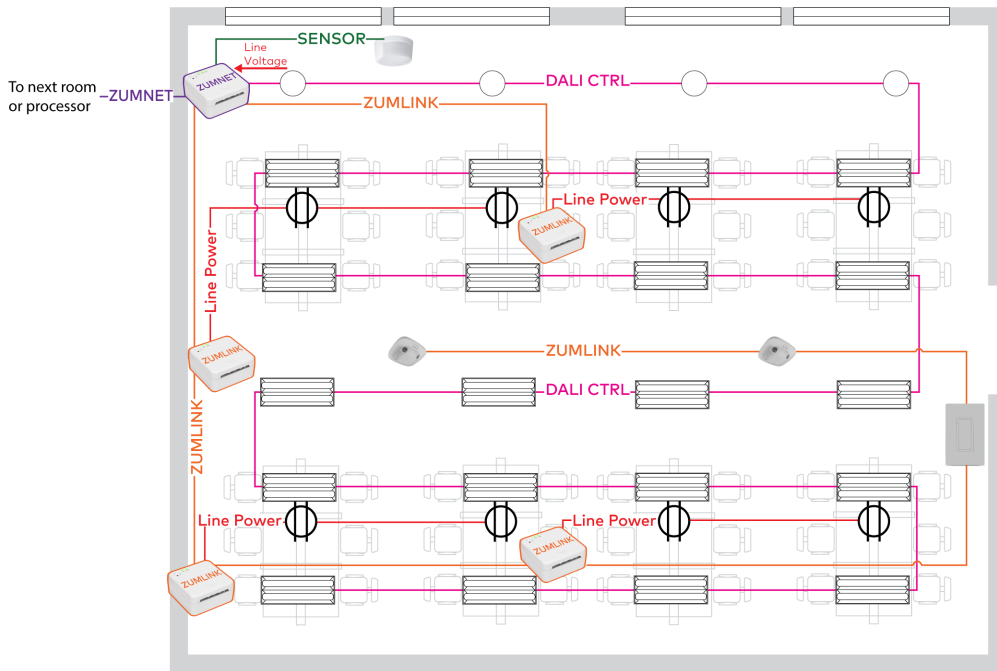 SENSOR
Line
Voltage
ZUMNET
To next room
or processor
ZUMNET
DALI CTRL
ZUMLINK
Line Power
ZUMLINK
Line Power
ZUMLINK
ZUMLINK
DALI CTRL
ZUMLINK
Line Power
Line Power
ZUMLINK
ZUMLINK